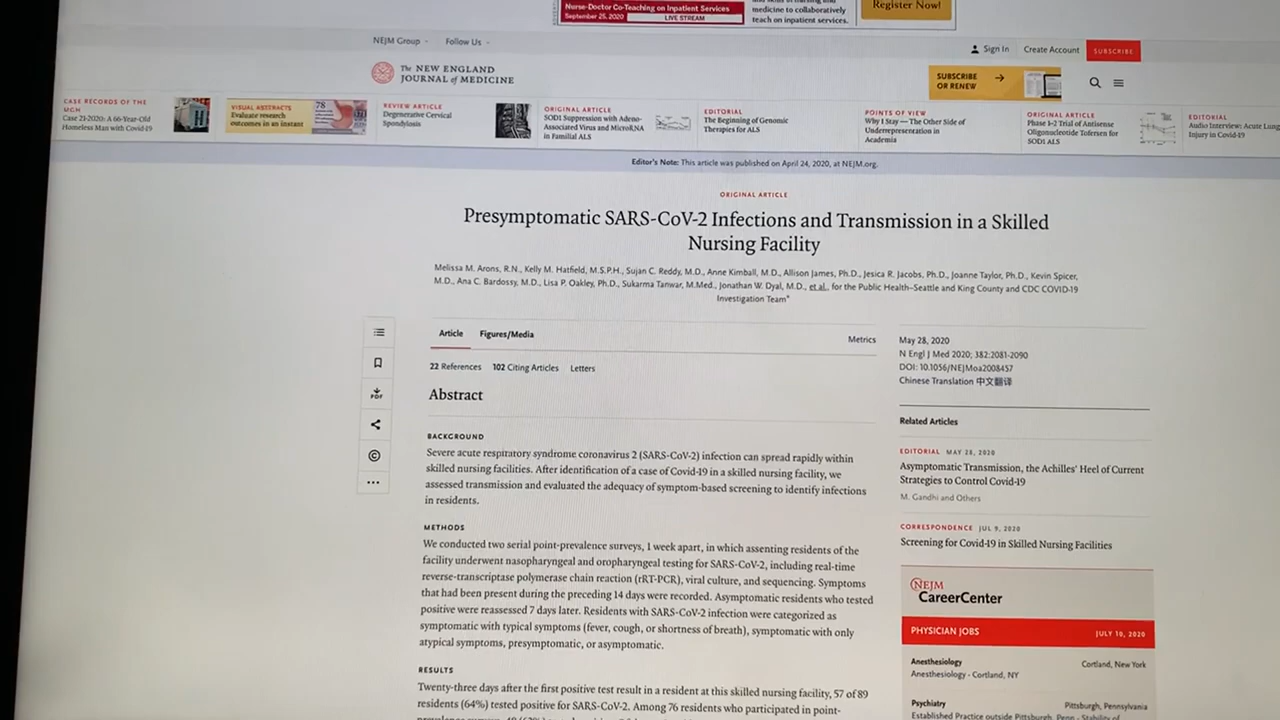 Nurse-Doctor Co-Teaching on Inpatient Services
September 25, 2020
LIVE STREAM
medicine to collaboratively
teach on inpatient services.
Register Now!
NEJM Group
Follow Us
Sign In
Create Account
SUBSCRIBE
The NEW ENGLAND
JOURNAL of MEDICINE
SUBSCRIBE
OR RENEW
CASE RECORDS OF THE
MGH
Case 21-2020: A 66-Year-Old
Homeless Man with Covid-19
VISUAL ABSTRACTS
Evaluate research
outcomes in an instant
78
REVIEW ARTICLE
Degenerative Cervical
Spondylosis
ORIGINAL ARTICLE
SOD1 Suppression with Adeno-
Associated Virus and MicroRNA
in Familial ALS
EDITORIAL
The Beginning of Genomic
Therapies for ALS
POINTS OF VIEW
Why I Stay — The Other Side of
Underrepresentation in
Academia
ORIGINAL ARTICLE
Phase 1–2 Trial of Antisense
Oligonucleotide Tofersen for
SOD1 ALS
EDITORIAL
Audio Interview: Acute Lung
Injury in Covid-19
Editor's Note: This article was published on April 24, 2020, at NEJM.org.
ORIGINAL ARTICLE
Presymptomatic SARS-CoV-2 Infections and Transmission in a Skilled
Nursing Facility
Melissa M. Arons, R.N., Kelly M. Hatfield, M.S.P.H., Sujan C. Reddy, M.D., Anne Kimball, M.D., Allison James, Ph.D., Jesica R. Jacobs, Ph.D., Joanne Taylor, Ph.D., Kevin Spicer,
M.D., Ana C. Bardossy, M.D., Lisa P. Oakley, Ph.D., Sukarma Tanwar, M.Med., Jonathan W. Dyal, M.D., et al., for the Public Health–Seattle and King County and CDC COVID-19
Investigation Team*
Article
Figures/Media
Metrics
22 References
102 Citing Articles
Letters
PDF
Abstract
BACKGROUND
Severe acute respiratory syndrome coronavirus 2 (SARS-CoV-2) infection can spread rapidly within
skilled nursing facilities. After identification of a case of Covid-19 in a skilled nursing facility, we
assessed transmission and evaluated the adequacy of symptom-based screening to identify infections
in residents.
METHODS
We conducted two serial point-prevalence surveys, 1 week apart, in which assenting residents of the
facility underwent nasopharyngeal and oropharyngeal testing for SARS-CoV-2, including real-time
reverse-transcriptase polymerase chain reaction (rRT-PCR), viral culture, and sequencing. Symptoms
that had been present during the preceding 14 days were recorded. Asymptomatic residents who tested
positive were reassessed 7 days later. Residents with SARS-CoV-2 infection were categorized as
symptomatic with typical symptoms (fever, cough, or shortness of breath), symptomatic with only
atypical symptoms, presymptomatic, or asymptomatic.
RESULTS
Twenty-three days after the first positive test result in a resident at this skilled nursing facility, 57 of 89
residents (64%) tested positive for SARS-CoV-2. Among 76 residents who participated in point-
May 28, 2020
N Engl J Med 2020; 382:2081-2090
DOI: 10.1056/NEJMoa2008457
Chinese Translation 中文翻译
Related Articles
EDITORIAL MAY 28, 2020
Asymptomatic Transmission, the Achilles' Heel of Current
Strategies to Control Covid-19
M. Gandhi and Others
CORRESPONDENCE JUL 9, 2020
Screening for Covid-19 in Skilled Nursing Facilities
NEJM
CareerCenter
PHYSICIAN JOBS
JULY 10, 2020
Anesthesiology
Cortland, New York
Anesthesiology - Cortland, NY
Psychiatry
Pittsburgh, Pennsylvania
Established Practice outside Pittsburgh, Penn - Stability of